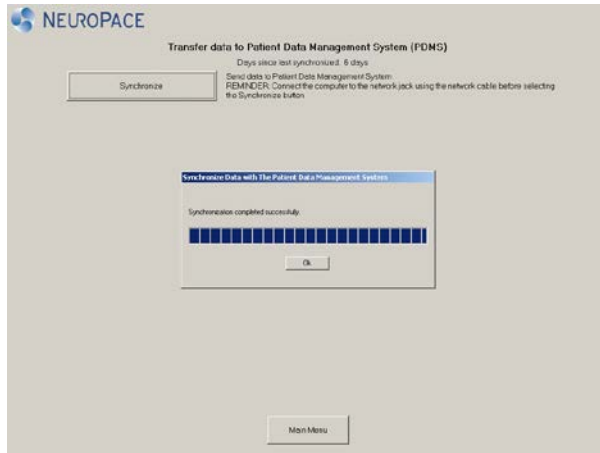 NEUROPACE
Transfer data to Patient Data Management System (PDMS)
Days since last synchronized: 6 days
Synchronize
Send data to Patient Data Management System
REMINDER: Connect the computer to the network jack using the network cable before selecting
the Synchronize button
Synchronize Data with The Patient Data Management System
Synchronization completed successfully.
Ok
Main Menu